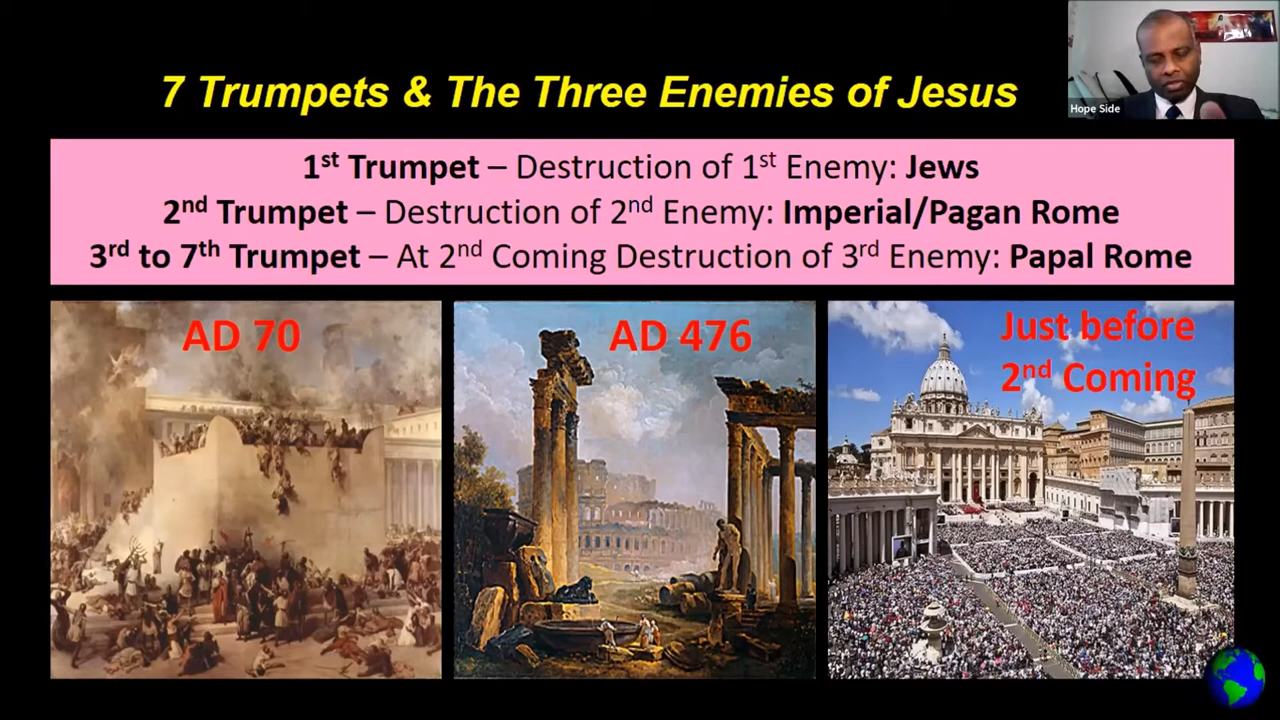 7 Trumpets & The Three Enemies of Jesus
Hope Side
1st Trumpet – Destruction of 1st Enemy: Jews
2nd Trumpet – Destruction of 2nd Enemy: Imperial/Pagan Rome
3rd to 7th Trumpet – At 2nd Coming Destruction of 3rd Enemy: Papal Rome
AD 70
AD 476
Just before
2nd Coming